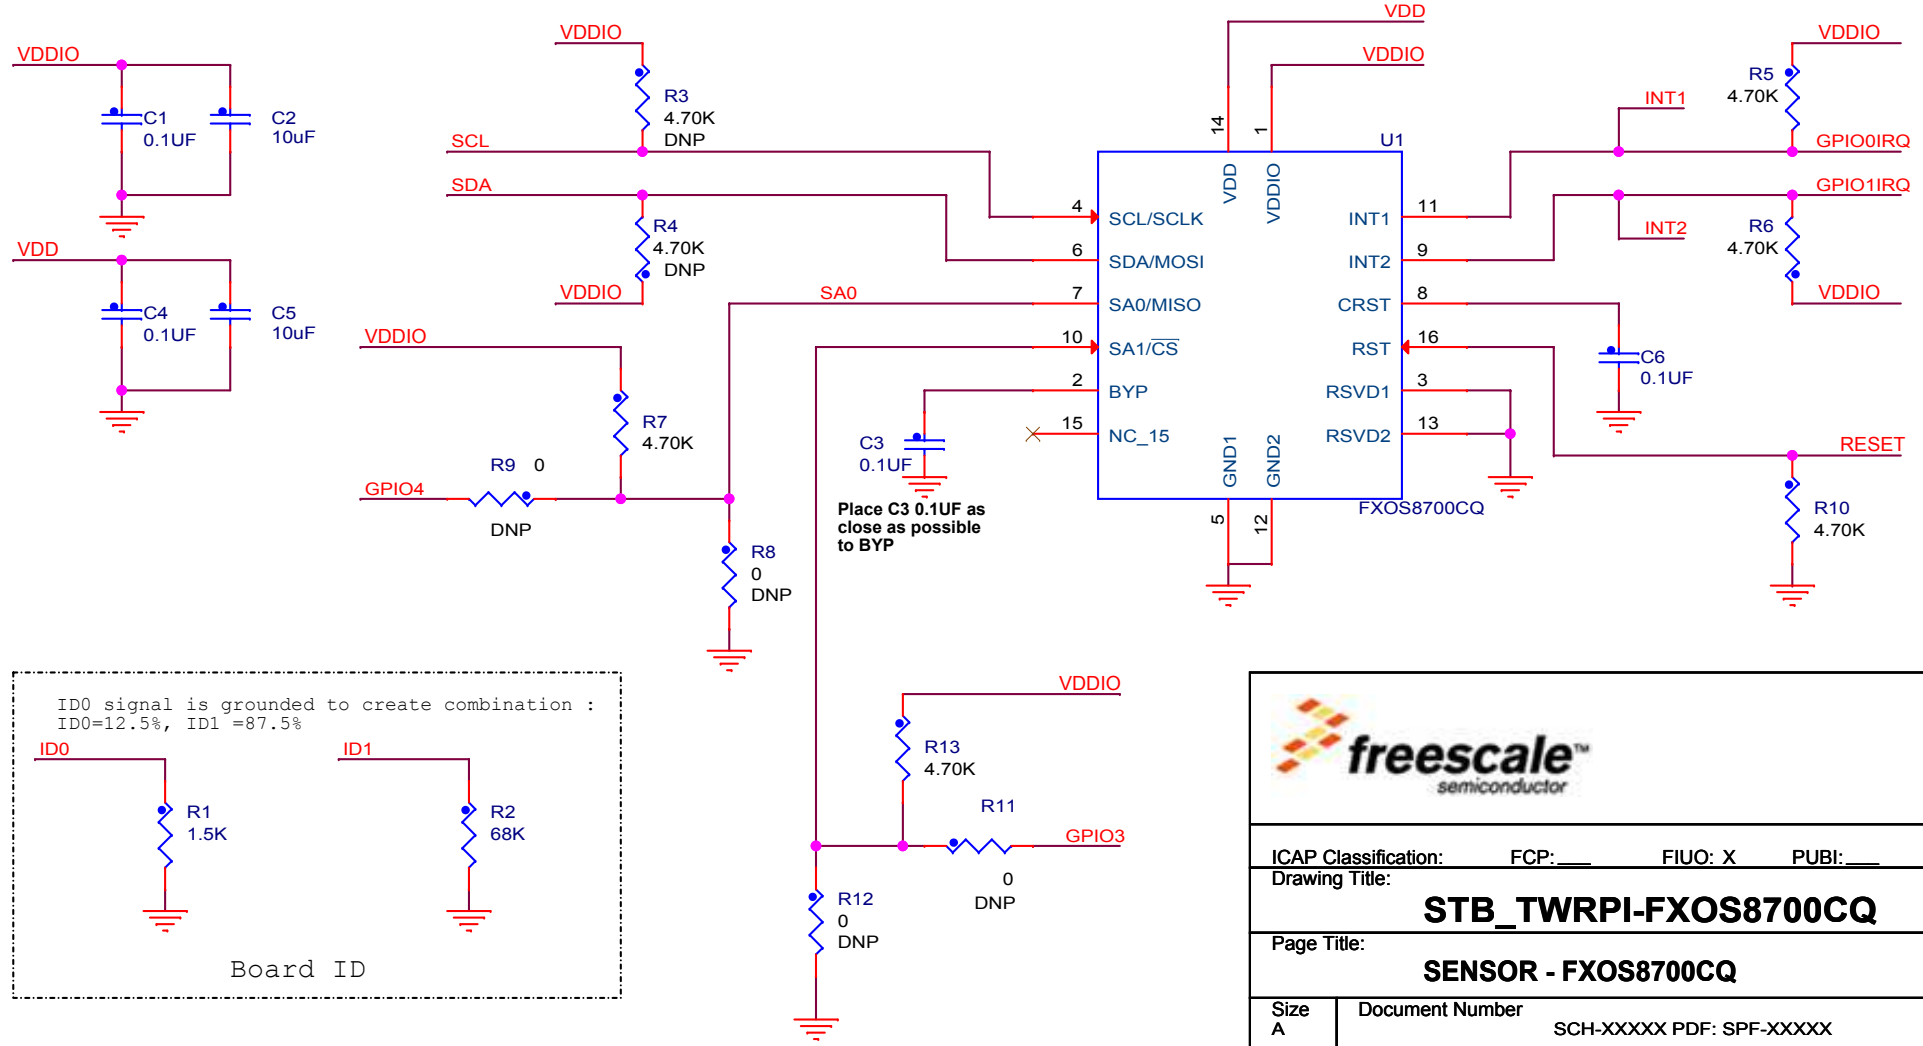 VDDIO
C1
0.1UF
C2
10uF
VDD
C4
0.1UF
C5
10uF
VDDIO
R3
4.70K
DNP
SCL
SDA
R4
4.70K
DNP
VDDIO
SA0
VDDIO
R7
4.70K
R9 0
GPIO4
DNP
R8
0
DNP
C3
0.1UF
Place C3 0.1UF as
close as possible
to BYP
VDD
VDDIO
14
1
U1
VDD
VDDIO
4
SCL/SCLK
6
SDA/MOSI
7
SA0/MISO
10
SA1/CS
2
BYP
15
NC_15
INT1
11
INT2
9
CRST
8
RST
16
RSVD1
3
RSVD2
13
GND1
GND2
5
12
FXOS8700CQ
VDDIO
R5
4.70K
INT1
GPIO0IRQ
GPIO1IRQ
INT2
R6
4.70K
VDDIO
C6
0.1UF
RESET
R10
4.70K
ID0 signal is grounded to create combination :
ID0=12.5%, ID1 =87.5%
ID0
R1
1.5K
ID1
R2
68K
Board ID
VDDIO
R13
4.70K
R11
GPIO3
0
DNP
R12
0
DNP
freescale™
semiconductor
ICAP Classification: FCP:___ FIUO: X PUBI:___
Drawing Title:
STB_TWRPI-FXOS8700CQ
Page Title:
SENSOR - FXOS8700CQ
Size
A
Document Number
SCH-XXXXX PDF: SPF-XXXXX